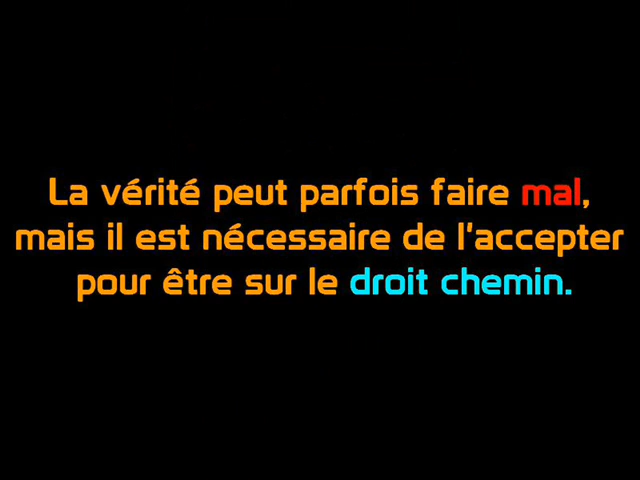 La vérité peut parfois faire mal,
mais il est nécessaire de l'accepter
pour être sur le droit chemin.